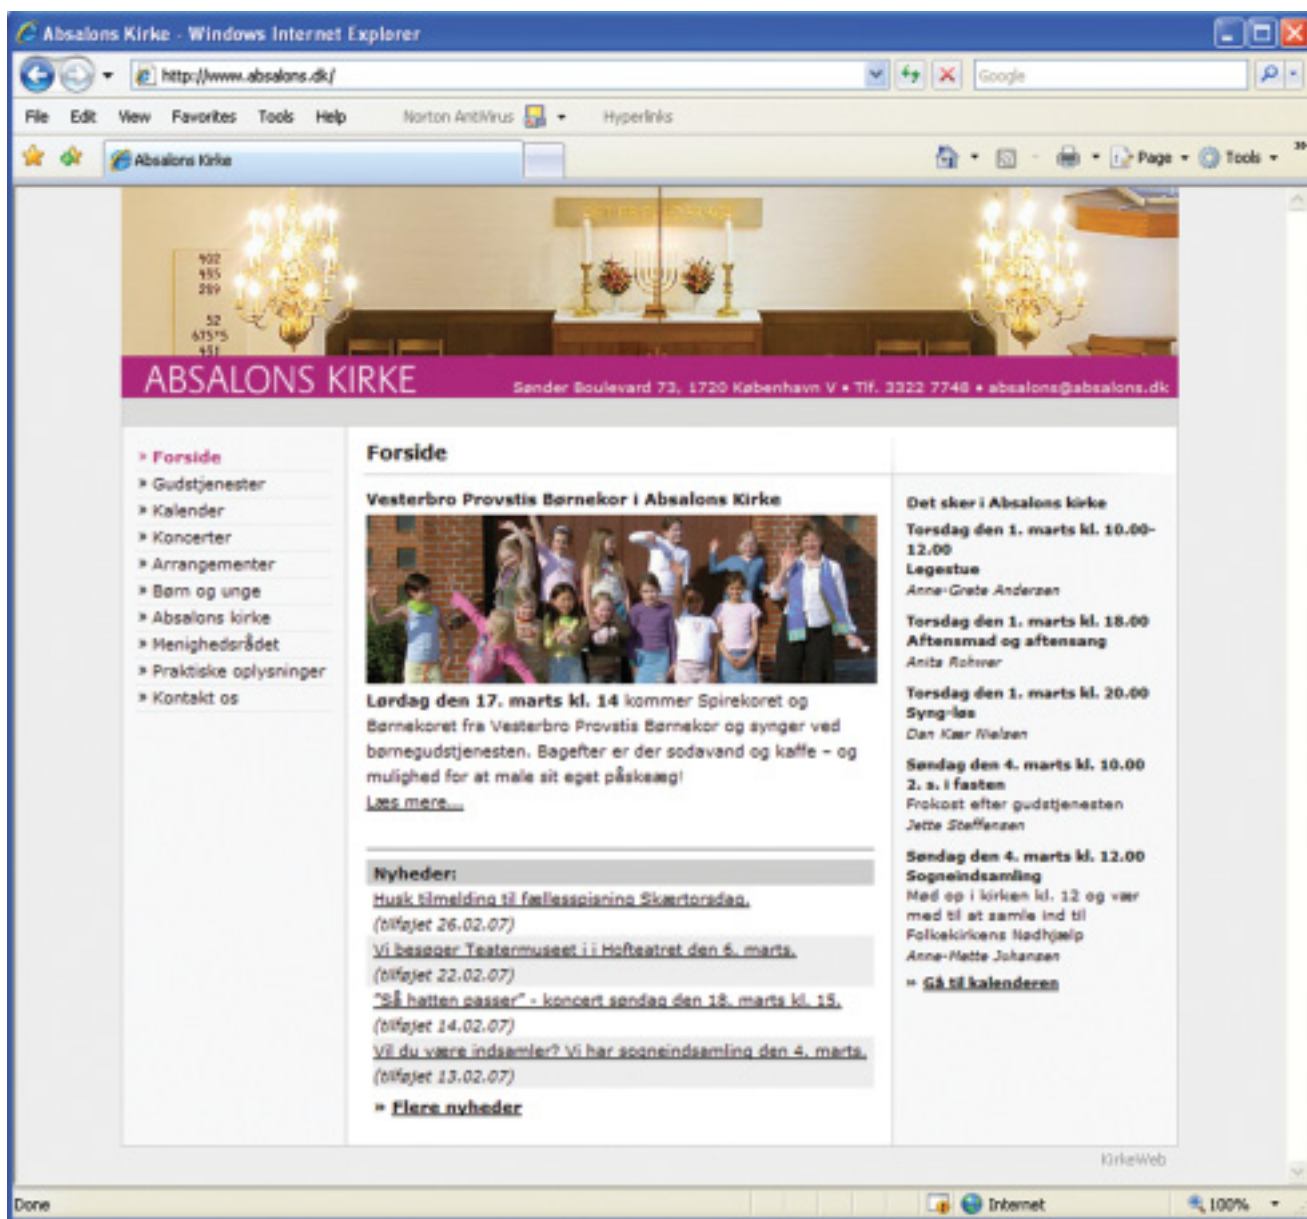 Absalons Kirke - Windows Internet Explorer
http://www.absalons.dk/
Google
File Edit View Favorites Tools Help Norton AntiVirus Hyperlinks
Absalons Kirke
Page Tools
402
495
289
52
675*5
451
ABSALONS KIRKE
Sønder Boulevard 73, 1720 København V • Tlf. 3322 7748 • absalons@absalons.dk
» Forside
» Gudstjenester
» Kalender
» Koncerter
» Arrangementer
» Børn og unge
» Absalons kirke
» Menighedsrådet
» Praktiske oplysninger
» Kontakt os
Forside
Vesterbro Provstis Børnekor i Absalons Kirke
Lørdag den 17. marts kl. 14 kommer Spirekoret og
Børnekoret fra Vesterbro Provstis Børnekor og synger ved
børnegudstjenesten. Bagefter er der sodavand og kaffe – og
mulighed for at male sit eget påskeæg!
Læs mere...
Nyheder:
Husk tilmelding til fællesspisning Skærtorsdag.
(tilføjet 26.02.07)
Vi besøger Teatermuseet i i Hofteatret den 6. marts.
(tilføjet 22.02.07)
"Så hatten passer" - koncert søndag den 18. marts kl. 15.
(tilføjet 14.02.07)
Vil du være indsamler? Vi har sogneindsamling den 4. marts.
(tilføjet 13.02.07)
» Flere nyheder
Det sker i Absalons kirke
Torsdag den 1. marts kl. 10.00-
12.00
Legestue
Anne-Grete Andersen
Torsdag den 1. marts kl. 18.00
Aftensmad og aftensang
Anita Rohwer
Torsdag den 1. marts kl. 20.00
Syng-løs
Dan Kær Nielsen
Søndag den 4. marts kl. 10.00
2. s. i fasten
Frokost efter gudstjenesten
Jette Steffensen
Søndag den 4. marts kl. 12.00
Sogneindsamling
Mød op i kirken kl. 12 og vær
med til at samle ind til
Folkekirkens Nødhjælp
Anne-Mette Johansen
» Gå til kalenderen
KirkeWeb
Done Internet 100%